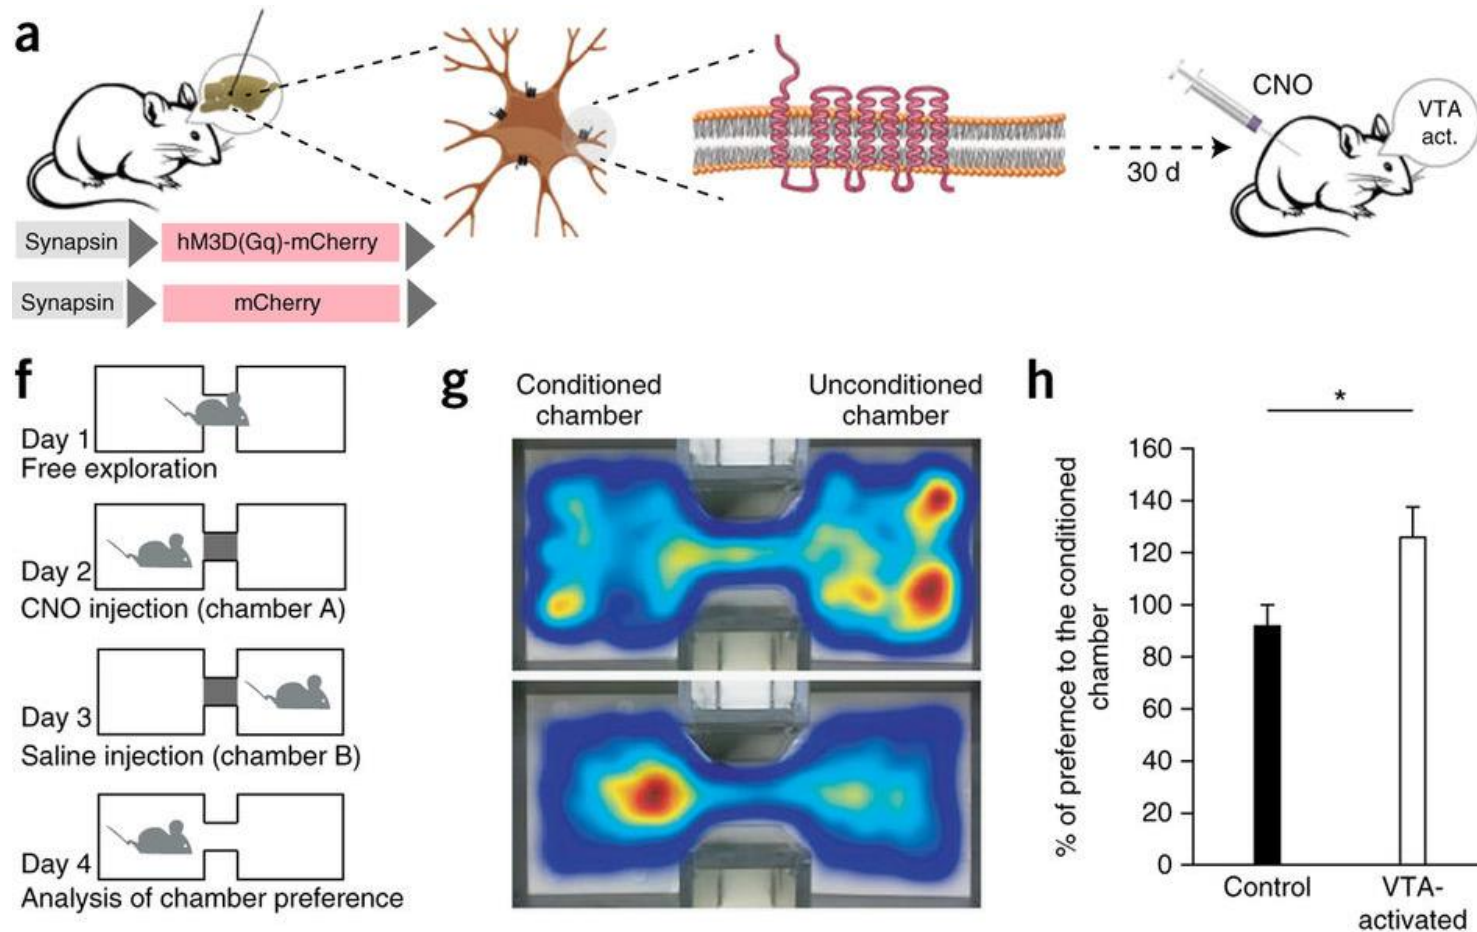 a
CNO
VTA
act.
30 d
Synapsin
hM3D(Gq)-mCherry
Synapsin
mCherry
f
Day 1
Free exploration
Day 2
CNO injection (chamber A)
Day 3
Saline injection (chamber B)
Day 4
Analysis of chamber preference
g
Conditioned
chamber
Unconditioned
chamber
h
*
% of prefernce to the conditioned
chamber
160
140
120
100
80
60
40
20
0
Control
VTA-
activated